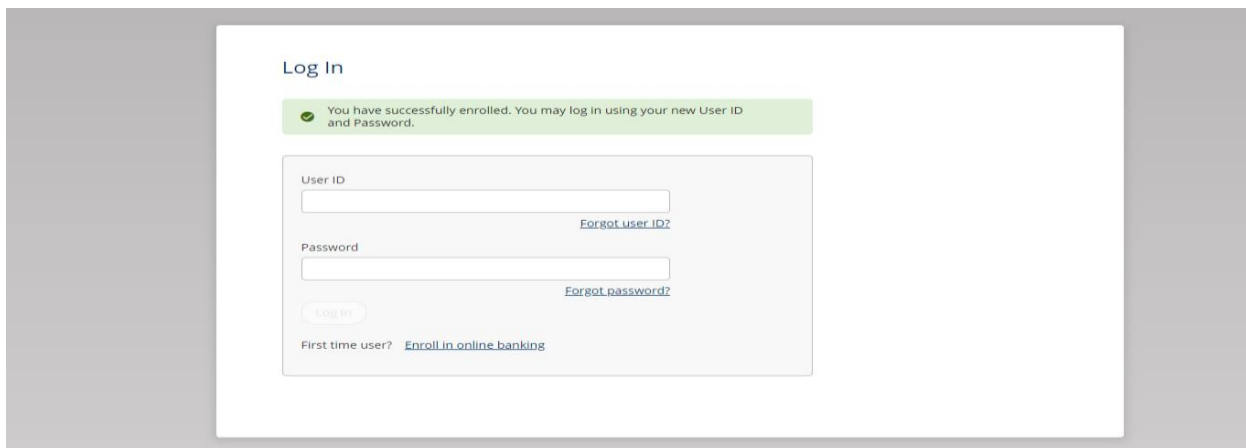 Log In
You have successfully enrolled. You may log in using your new User ID
and Password.
User ID
Forgot user ID?
Password
Forgot password?
Log In
First time user? Enroll in online banking